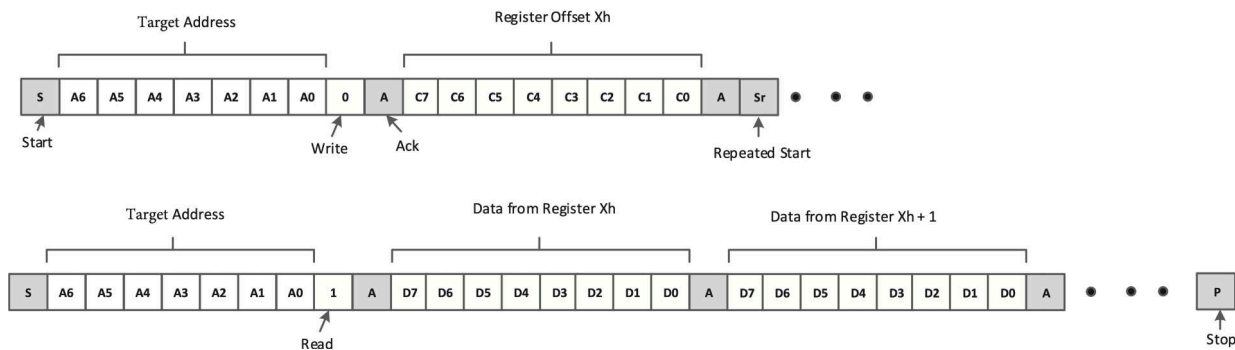 Target Address Register Offset Xh
S A6 A5 A4 A3 A2 A1 A0 0 A C7 C6 C5 C4 C3 C2 C1 C0 A Sr
Start Write Ack Repeated Start
Target Address Data from Register Xh Data from Register Xh + 1
S A6 A5 A4 A3 A2 A1 A0 1 A D7 D6 D5 D4 D3 D2 D1 D0 A D7 D6 D5 D4 D3 D2 D1 D0 A P
Read Stop